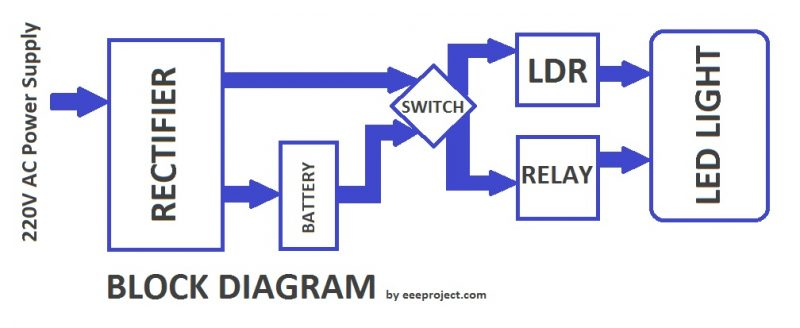 220V AC Power Supply
RECTIFIER
BATTERY
SWITCH
LDR
RELAY
LED LIGHT
BLOCK DIAGRAM by eeeproject.com